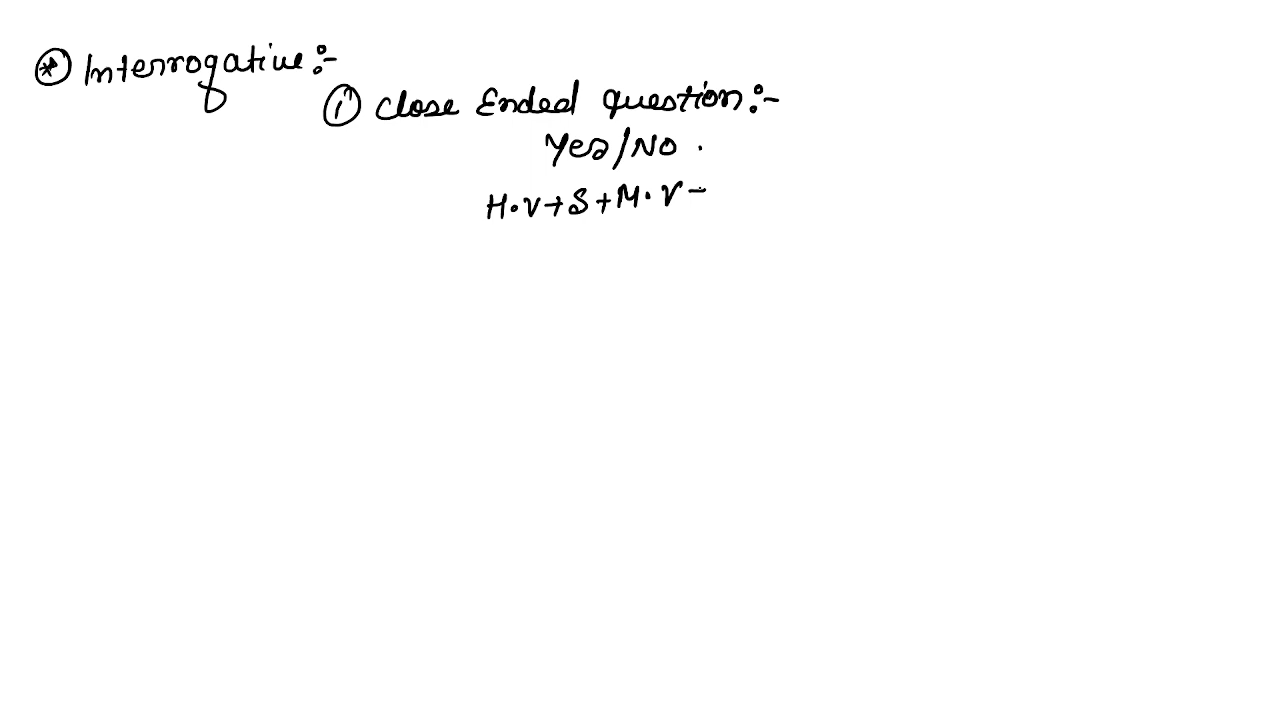 * Interrogative :-
① Close Ended question :-
Yes/No .
H.V+S+M.V -